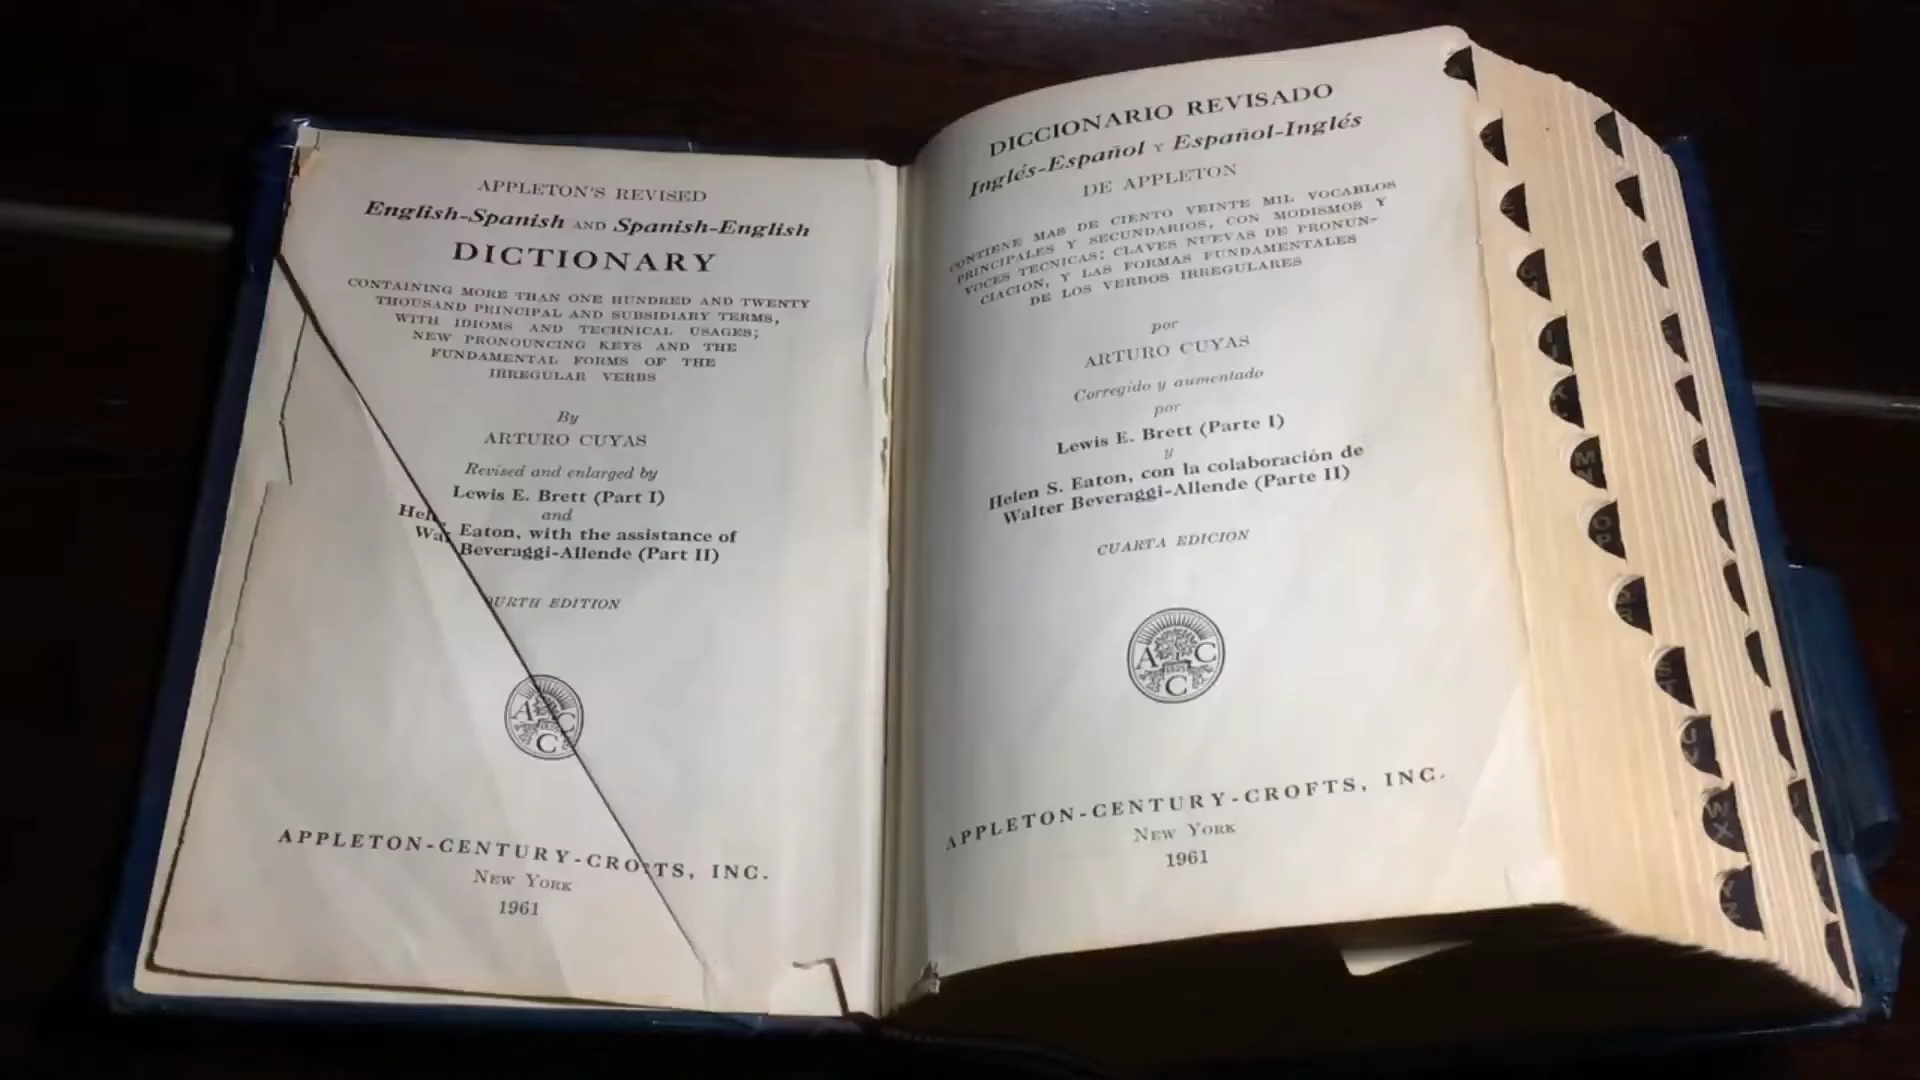 APPLETON'S REVISED
English-Spanish AND Spanish-English
DICTIONARY
CONTAINING MORE THAN ONE HUNDRED AND TWENTY
THOUSAND PRINCIPAL AND SUBSIDIARY TERMS,
WITH IDIOMS AND TECHNICAL USAGES;
NEW PRONOUNCING KEYS AND THE
FUNDAMENTAL FORMS OF THE
IRREGULAR VERBS
By
ARTURO CUYAS
Revised and enlarged by
Lewis E. Brett (Part I)
and
Eaton, with the assistance of
Beveraggi-Allende (Part II)
EDITION
A C C
APPLETON-CENTURY-CROFTS, INC.
NEW YORK
1961
DICCIONARIO REVISADO
Inglés-Español Y Español-Inglés
DE APPLETON
CONTIENE MAS DE CIENTO VEINTE MIL VOCABLOS
PRINCIPALES Y SECUNDARIOS, CON MODISMOS Y
VOCES TECNICAS; CLAVES NUEVAS DE PRONUN-
CIACION, Y LAS FORMAS FUNDAMENTALES
DE LOS VERBOS IRREGULARES
por
ARTURO CUYAS
Corregido y aumentado
por
Lewis E. Brett (Parte I)
y
Helen S. Eaton, con la colaboración de
Walter Beveraggi-Allende (Parte II)
CUARTA EDICION
A C C
1825
APPLETON-CENTURY-CROFTS, INC.
NEW YORK
1961
A
M N
O P
S T
U V
W X
Y Z